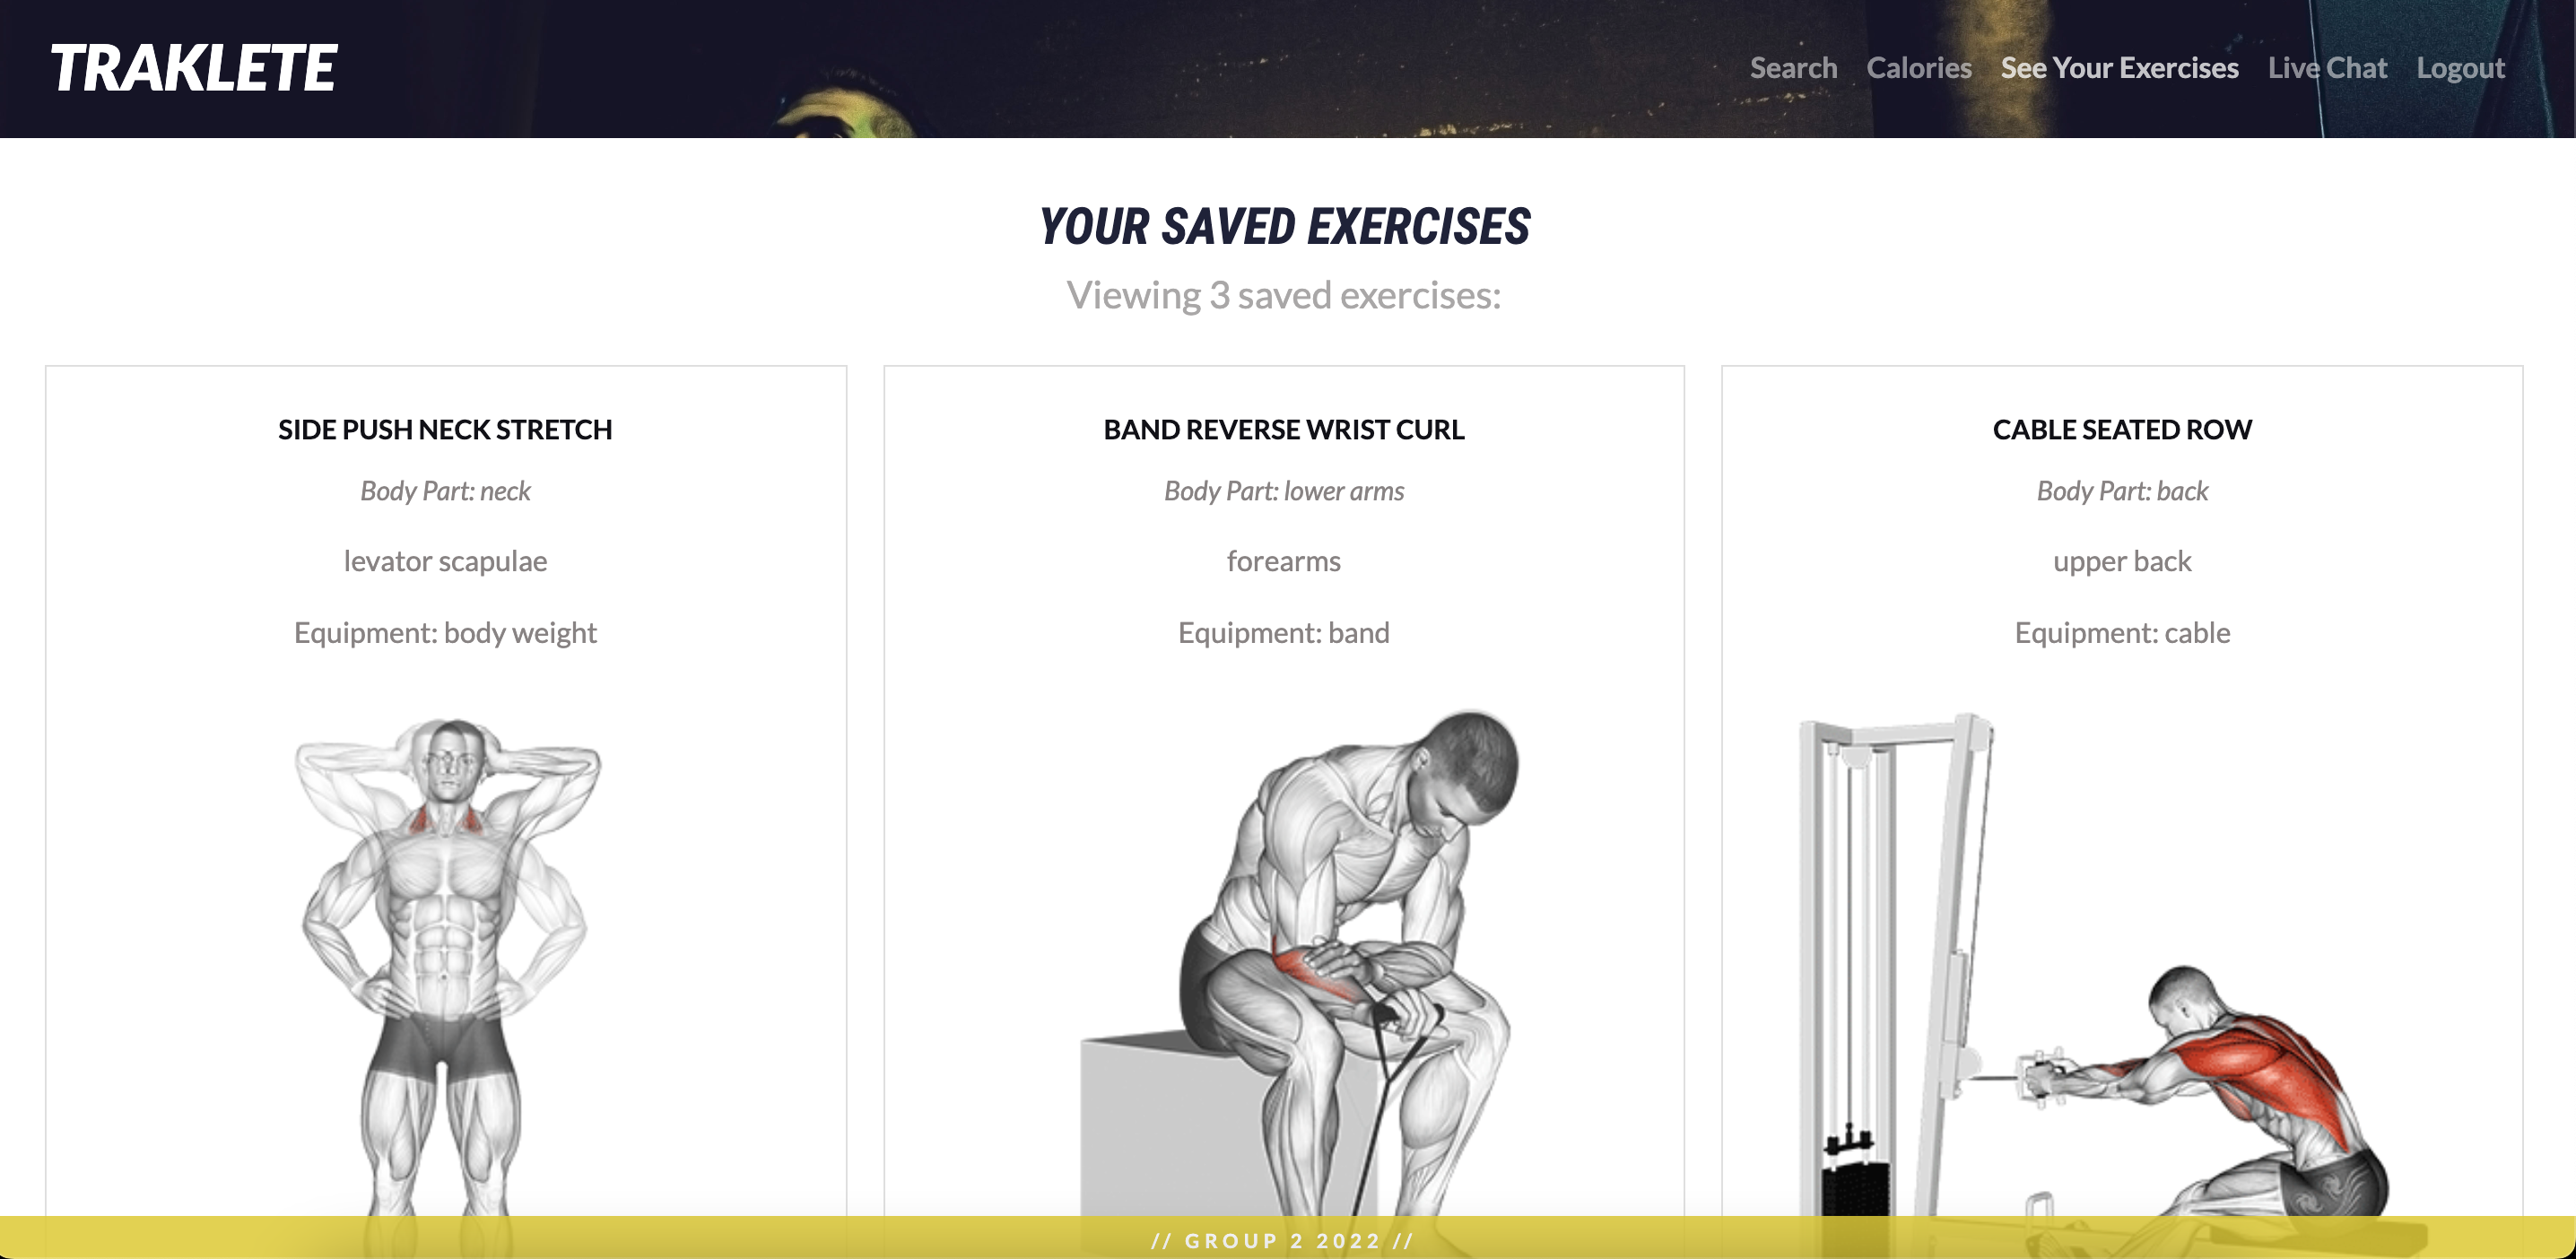 TRAKLETE
Search Calories See Your Exercises Live Chat Logout
YOUR SAVED EXERCISES
Viewing 3 saved exercises:
SIDE PUSH NECK STRETCH
Body Part: neck
levator scapulae
Equipment: body weight
BAND REVERSE WRIST CURL
Body Part: lower arms
forearms
Equipment: band
CABLE SEATED ROW
Body Part: back
upper back
Equipment: cable
// GROUP 2 2022 //